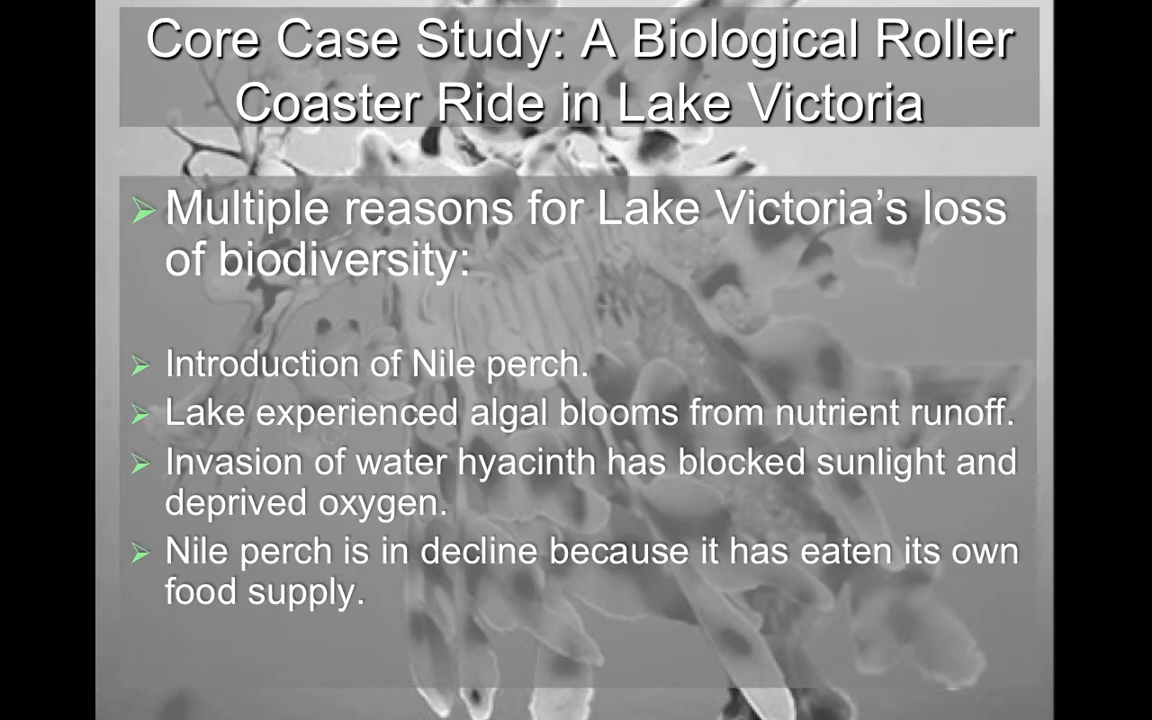 Core Case Study: A Biological Roller
Coaster Ride in Lake Victoria
Multiple reasons for Lake Victoria’s loss
of biodiversity:
Introduction of Nile perch.
Lake experienced algal blooms from nutrient runoff.
Invasion of water hyacinth has blocked sunlight and
deprived oxygen.
Nile perch is in decline because it has eaten its own
food supply.